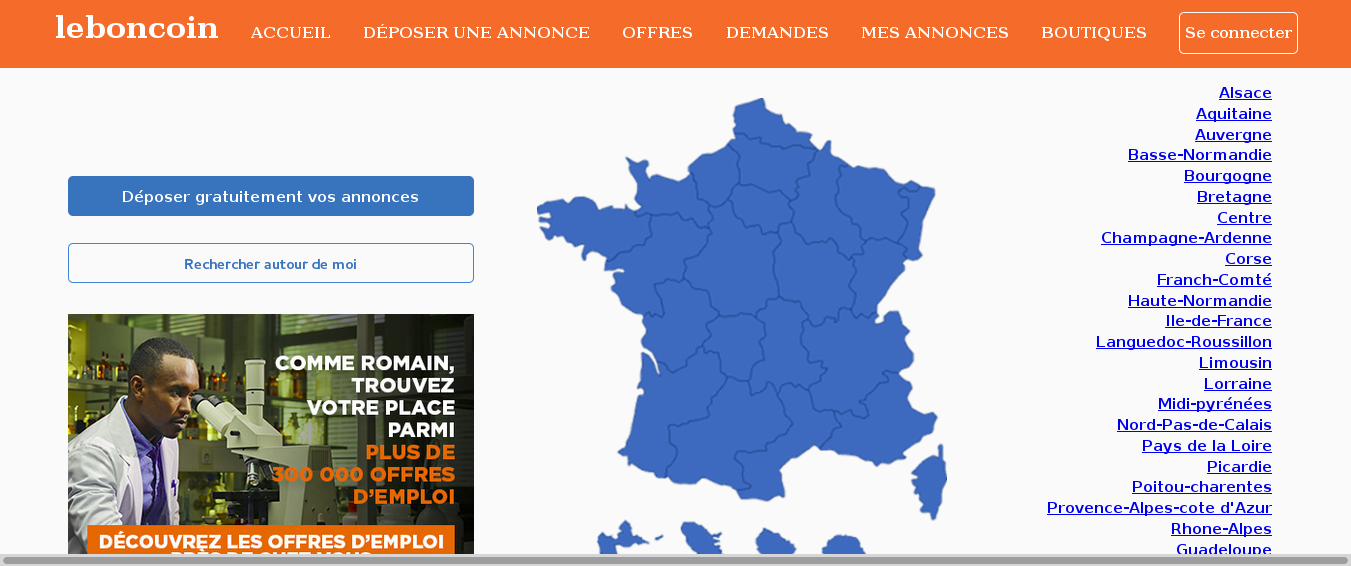 leboncoin
ACCUEIL
DÉPOSER UNE ANNONCE
OFFRES
DEMANDES
MES ANNONCES
BOUTIQUES
Se connecter
Déposer gratuitement vos annonces
Rechercher autour de moi
COMME ROMAIN,
TROUVEZ
VOTRE PLACE
PARMI
PLUS DE
300 000 OFFRES
D'EMPLOI
DÉCOUVREZ LES OFFRES D'EMPLOI
PRÈS DE CHEZ VOUS
Alsace
Aquitaine
Auvergne
Basse-Normandie
Bourgogne
Bretagne
Centre
Champagne-Ardenne
Corse
Franch-Comté
Haute-Normandie
Ile-de-France
Languedoc-Roussillon
Limousin
Lorraine
Midi-pyrénées
Nord-Pas-de-Calais
Pays de la Loire
Picardie
Poitou-charentes
Provence-Alpes-cote d'Azur
Rhone-Alpes
Guadeloupe